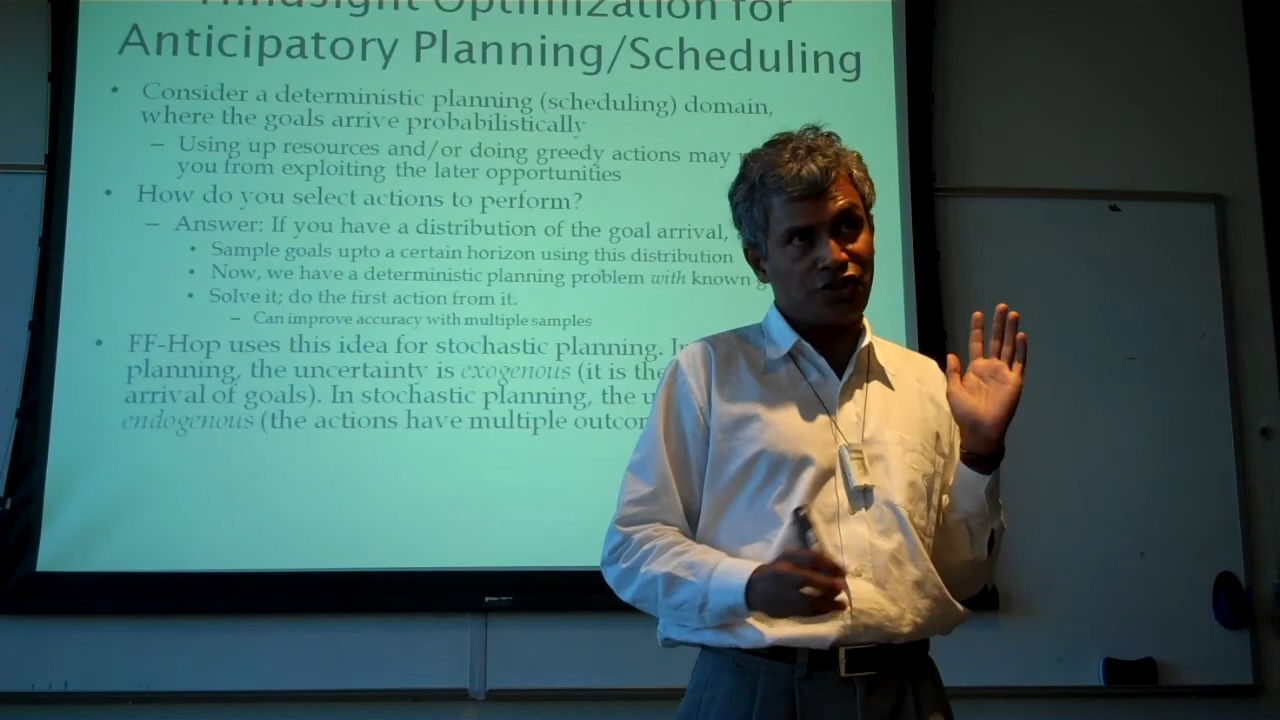 Hindsight Optimization for
Anticipatory Planning/Scheduling
• Consider a deterministic planning (scheduling) domain,
where the goals arrive probabilistically
– Using up resources and/or doing greedy actions may
you from exploiting the later opportunities
• How do you select actions to perform?
– Answer: If you have a distribution of the goal arrival,
• Sample goals upto a certain horizon using this distribution
• Now, we have a deterministic planning problem with known
• Solve it; do the first action from it.
– Can improve accuracy with multiple samples
• FF-Hop uses this idea for stochastic planning. In
planning, the uncertainty is exogenous (it is the
arrival of goals). In stochastic planning, the
endogenous (the actions have multiple